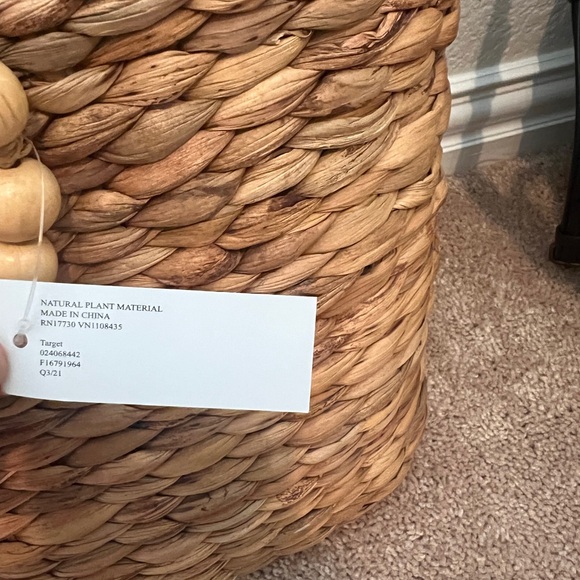 NATURAL PLANT MATERIAL
MADE IN CHINA
RN17730 VN1108435
Target
024068442
F16791964
Q3/21